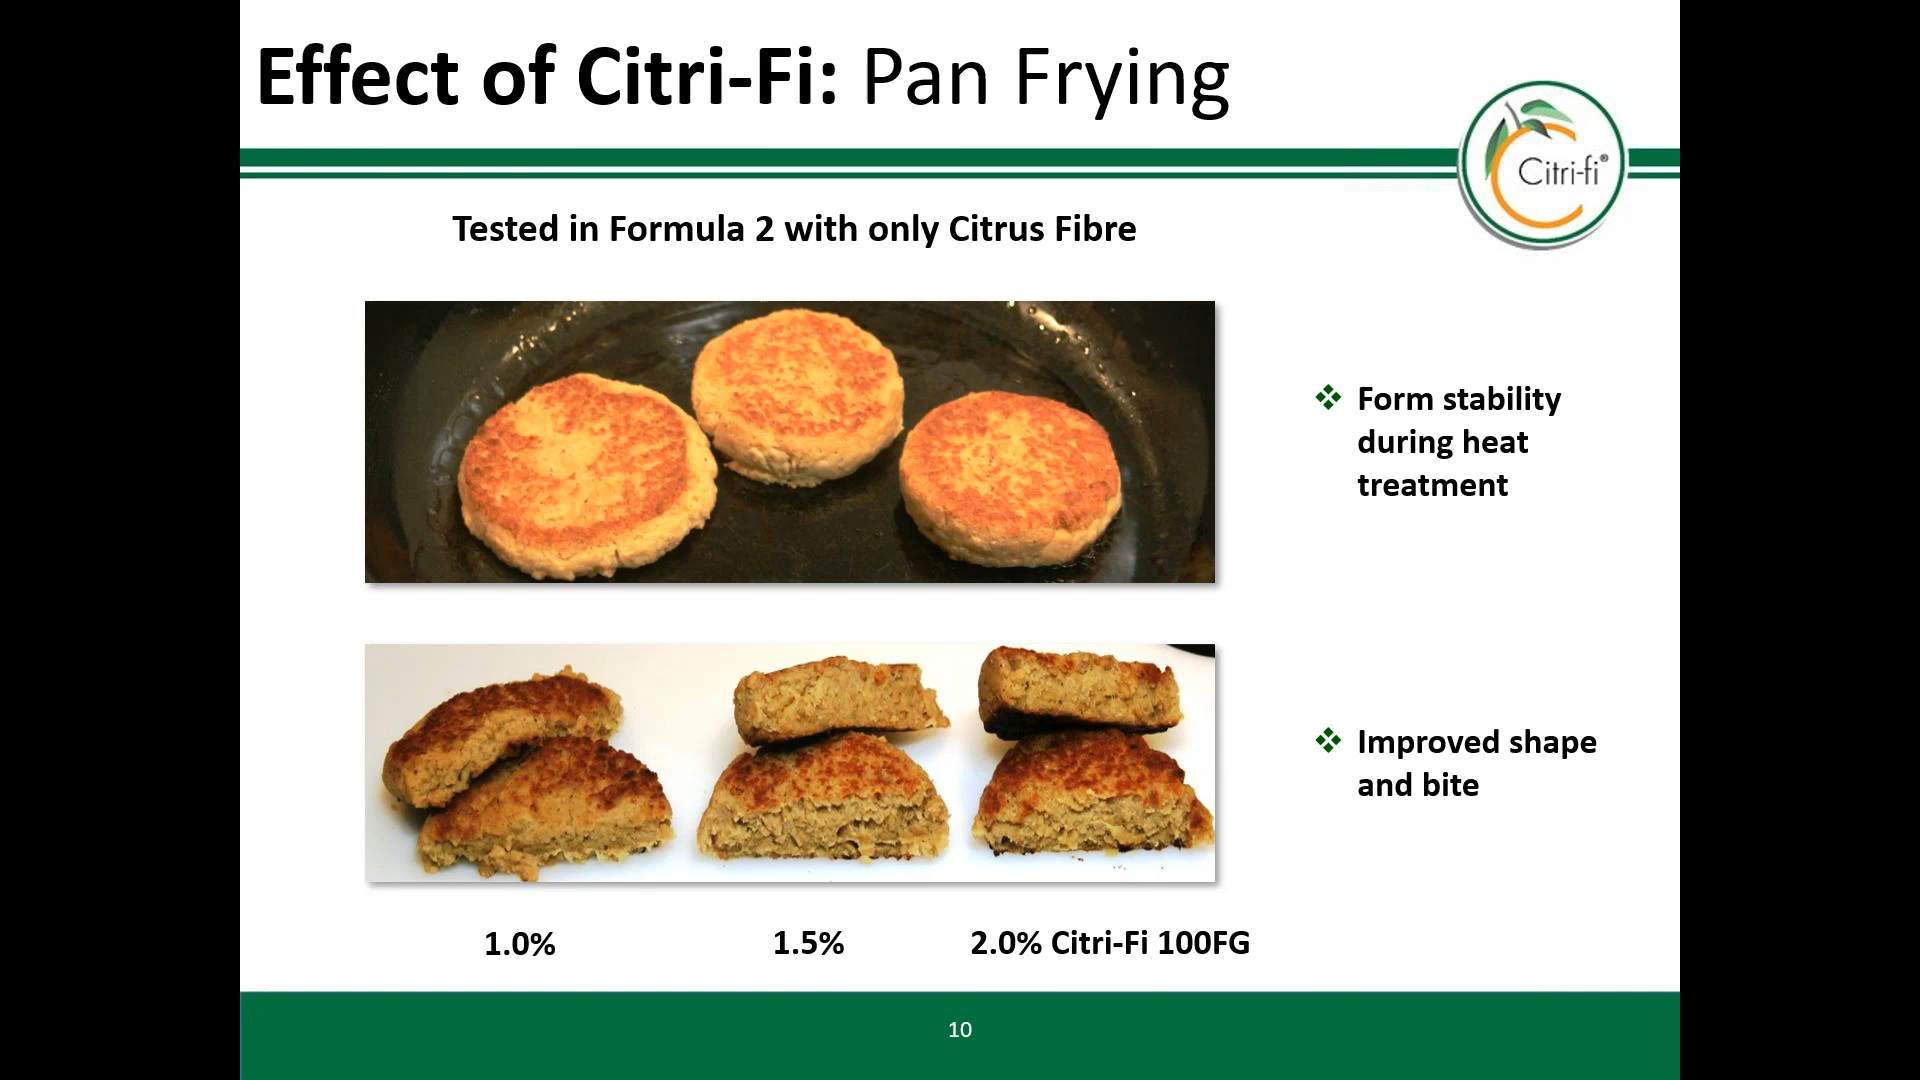 Effect of Citri-Fi: Pan Frying
Citri-fi®
Tested in Formula 2 with only Citrus Fibre
Form stability
during heat
treatment
Improved shape
and bite
1.0%
1.5%
2.0% Citri-Fi 100FG
10